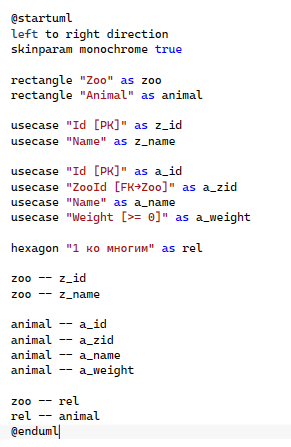 @startuml
left to right direction
skinparam monochrome true
rectangle "Zoo" as zoo
rectangle "Animal" as animal
usecase "Id [PK]" as z_id
usecase "Name" as z_name
usecase "Id [PK]" as a_id
usecase "ZooId [FK→Zoo]" as a_zid
usecase "Name" as a_name
usecase "Weight [>= 0]" as a_weight
hexagon "1 ко многим" as rel
zoo -- z_id
zoo -- z_name
animal -- a_id
animal -- a_zid
animal -- a_name
animal -- a_weight
zoo -- rel
rel -- animal
@enduml